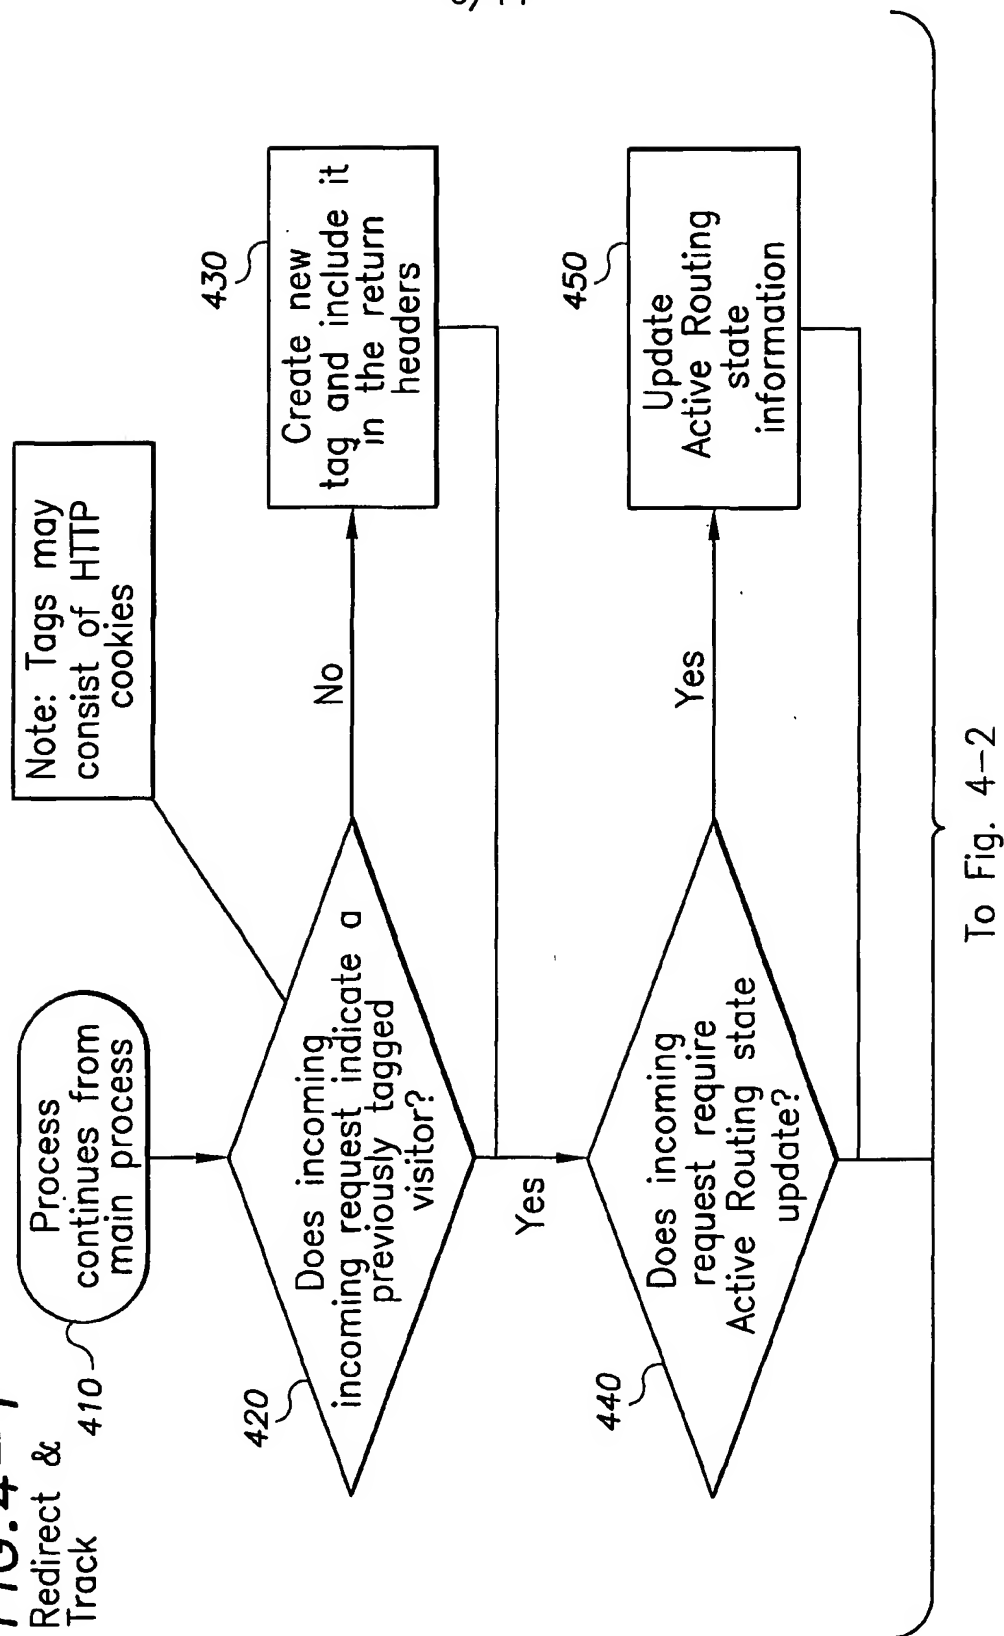 FIG. 4-1
Redirect &
Track
410
Process
continues from
main process
Note: Tags may
consist of HTTP
cookies
420
Does incoming
incoming request indicate a
previously tagged
visitor?
No
430
Create new
tag and include it
in the return
headers
Yes
440
Does incoming
request require
Active Routing state
update?
Yes
450
Update
Active Routing
state
information
To Fig. 4-2